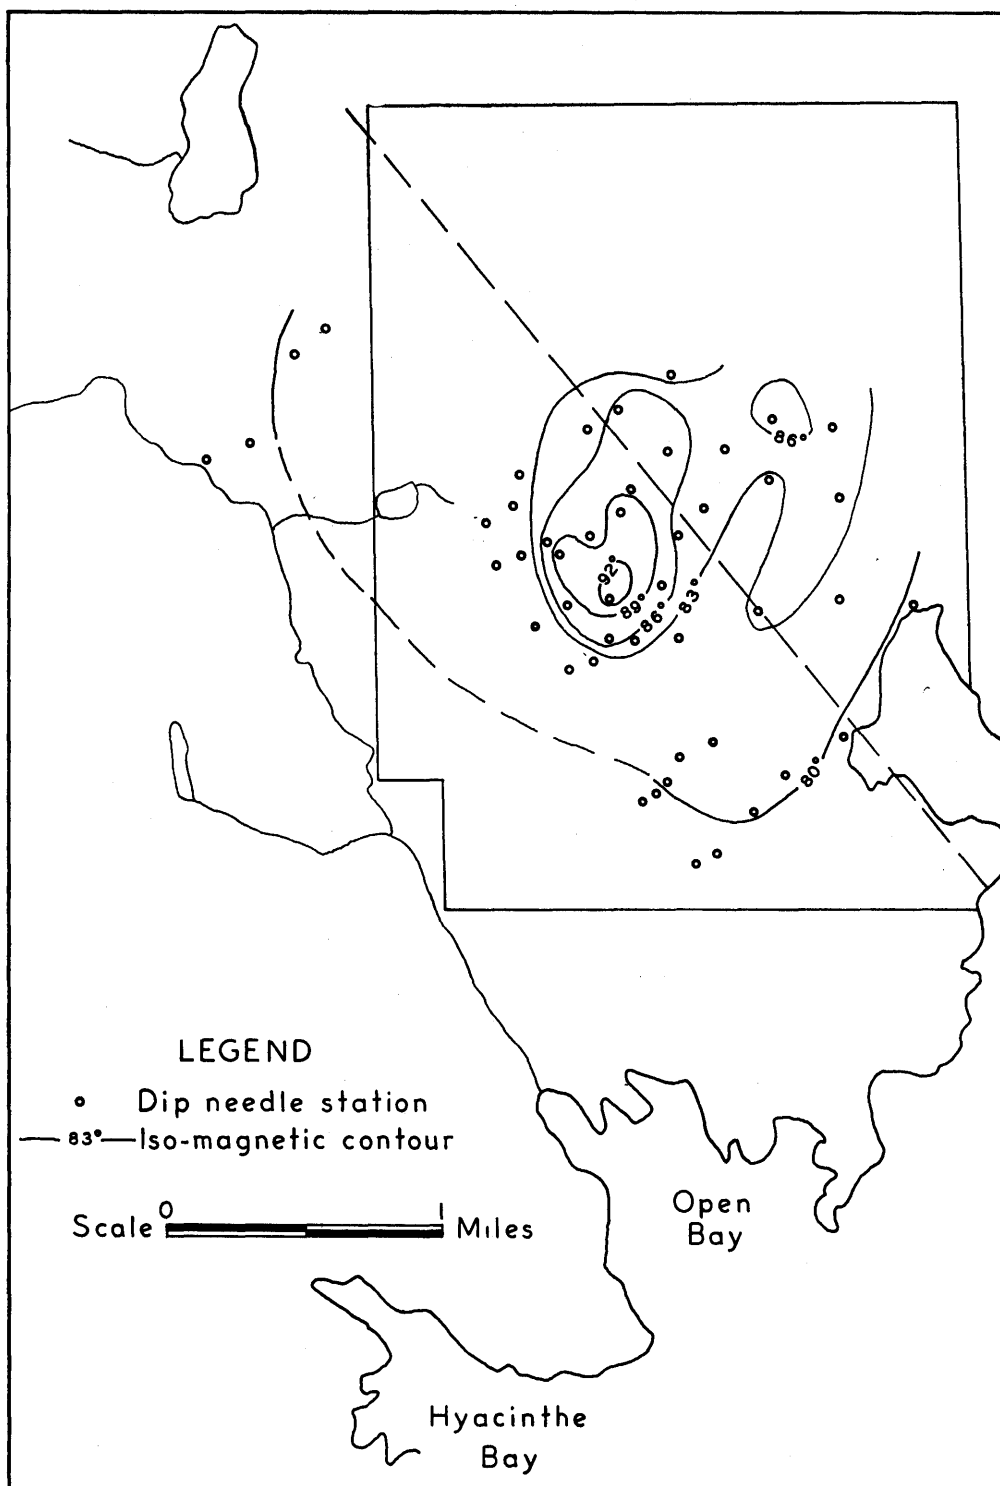 86°
92°
89°
86°
83°
80°
LEGEND
Dip needle station
83° Iso-magnetic contour
0 1
Scale Miles
Open
Bay
Hyacinthe
Bay